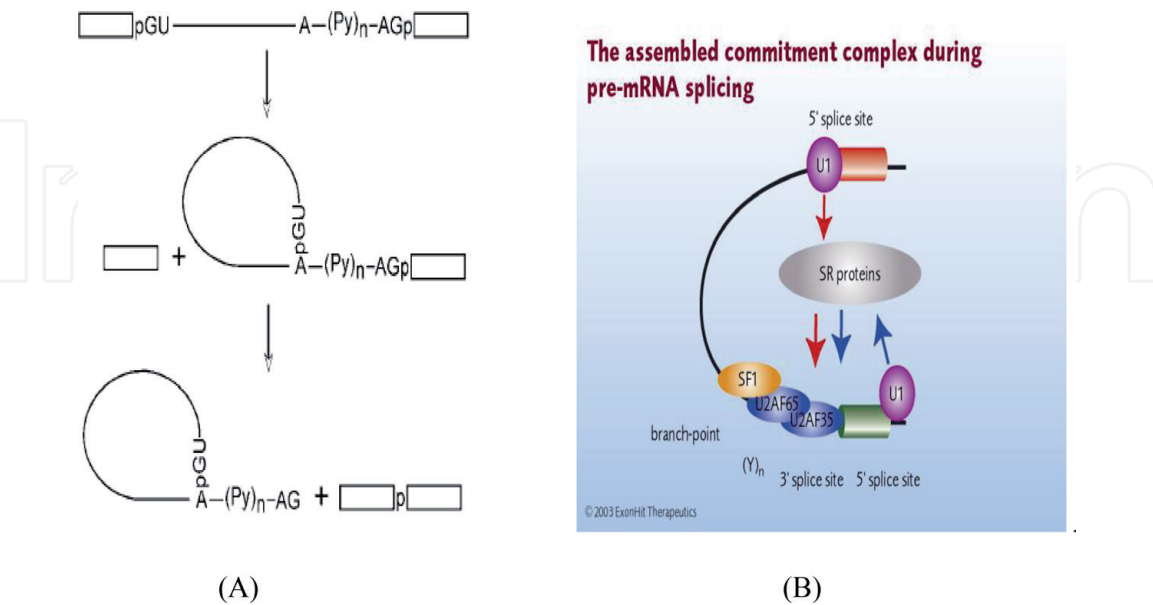 pGU A–(Py)n–AGp
pGU
+ A–(Py)n–AGp
pGU
A–(Py)n–AG + p
(A)
The assembled commitment complex during
pre-mRNA splicing
5' splice site
U1
SR proteins
SF1
U2AF65
U2AF35
U1
branch-point
(Y)n
3' splice site 5' splice site
© 2003 ExonHit Therapeutics
(B)